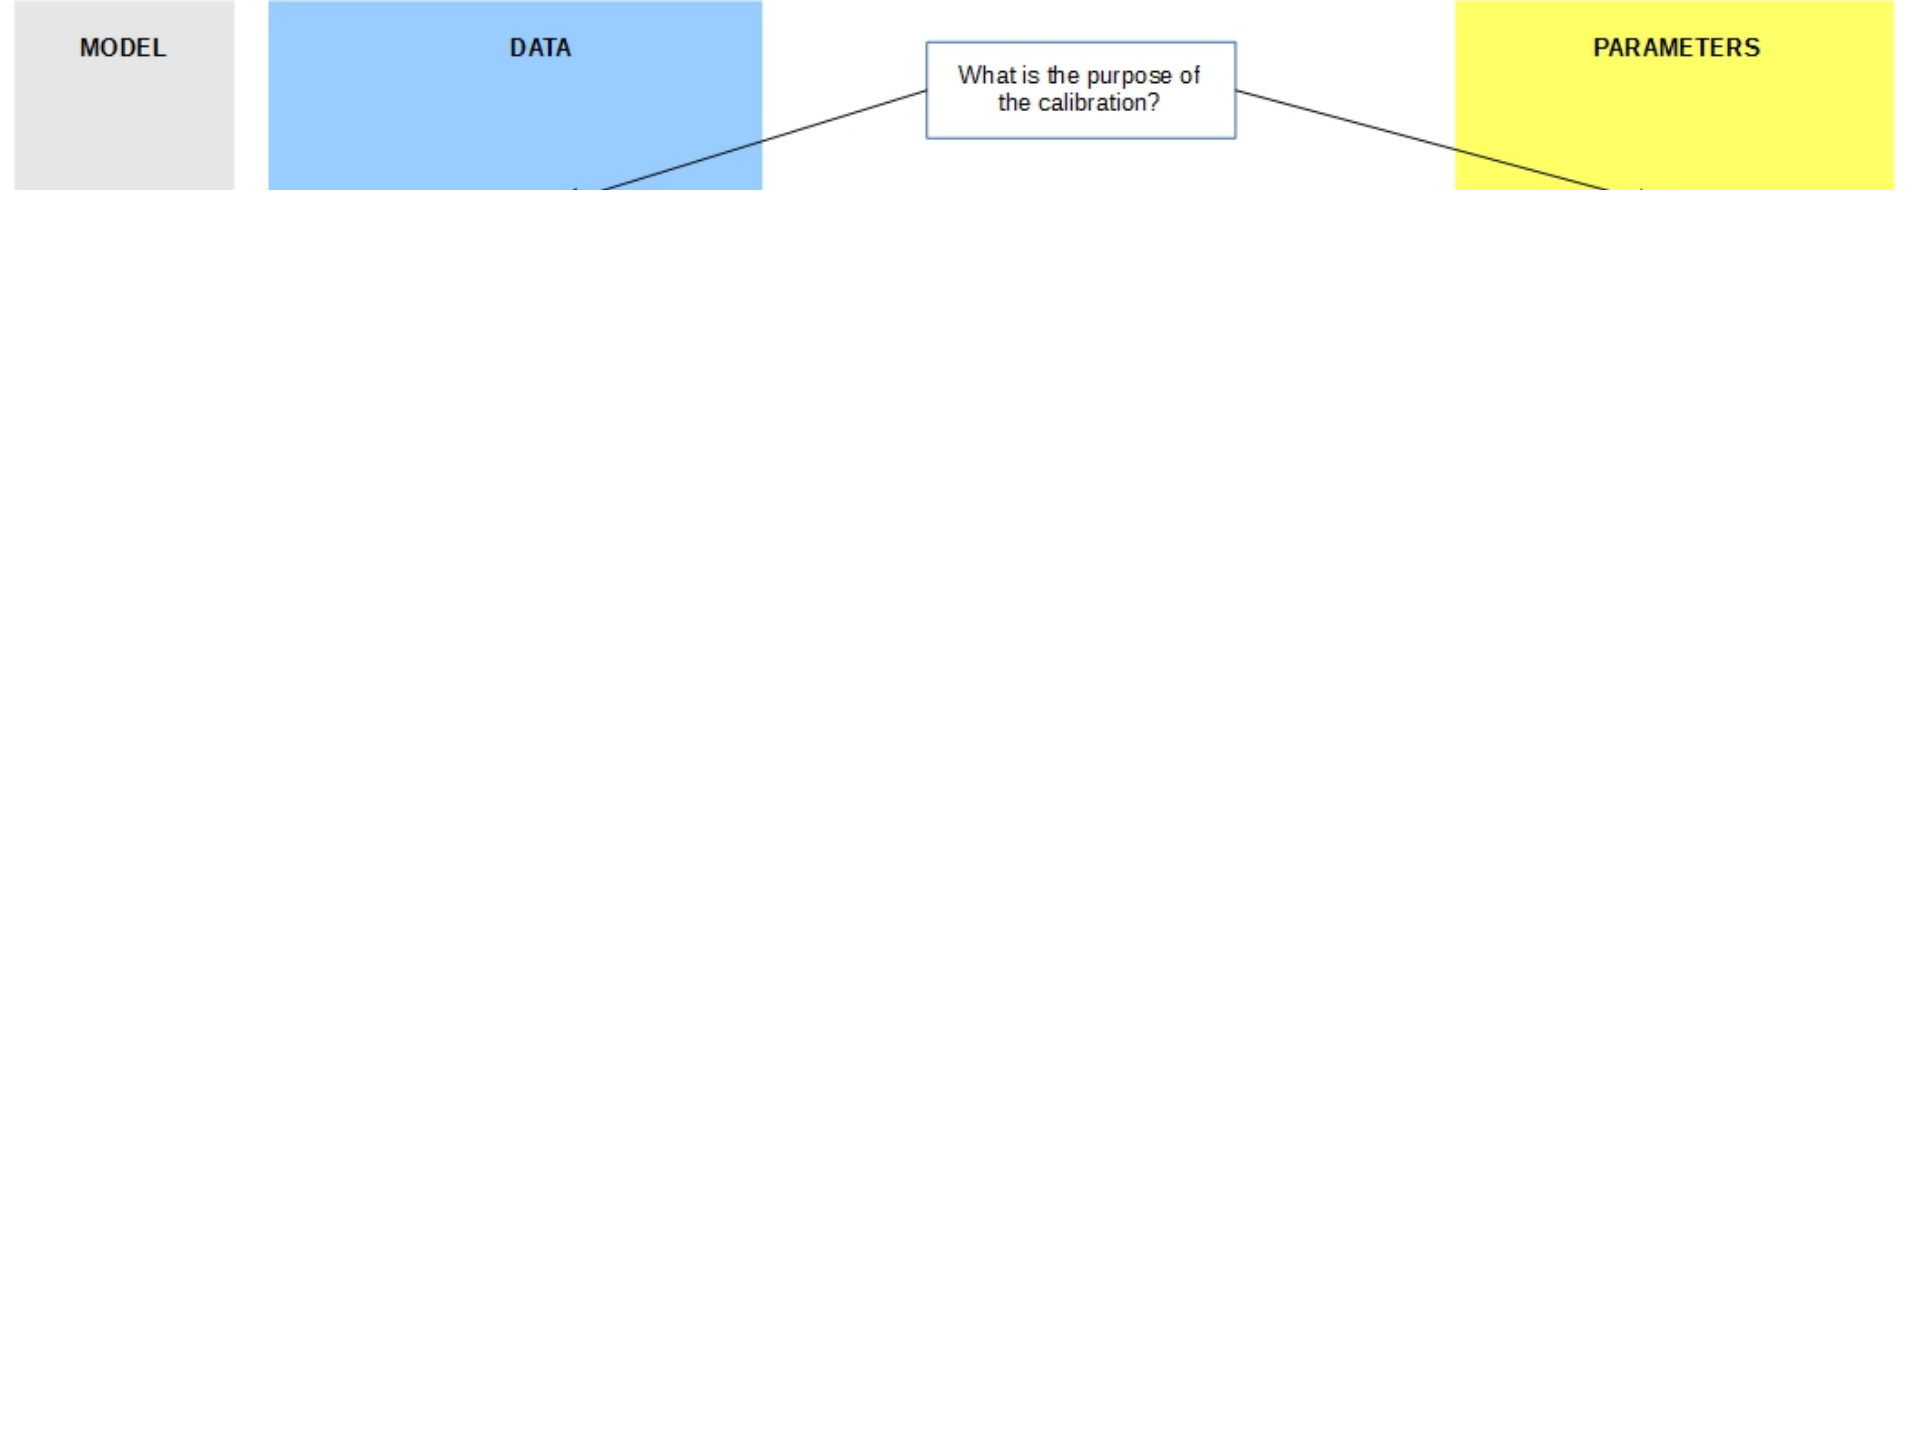 MODEL
DATA
What is the purpose of
the calibration?
PARAMETERS